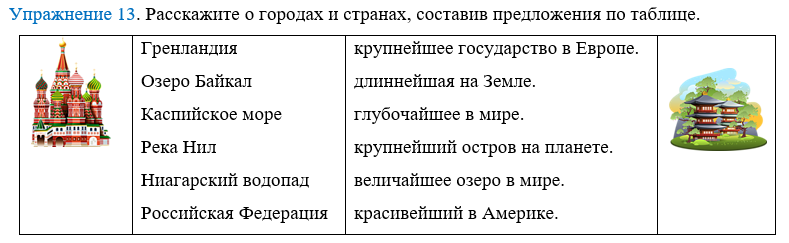 Упражнение 13. Расскажите о городах и странах, составив предложения по таблице.
Гренландия крупнейшее государство в Европе.
Озеро Байкал длиннейшая на Земле.
Каспийское море глубочайшее в мире.
Река Нил крупнейший остров на планете.
Ниагарский водопад величайшее озеро в мире.
Российская Федерация красивейший в Америке.